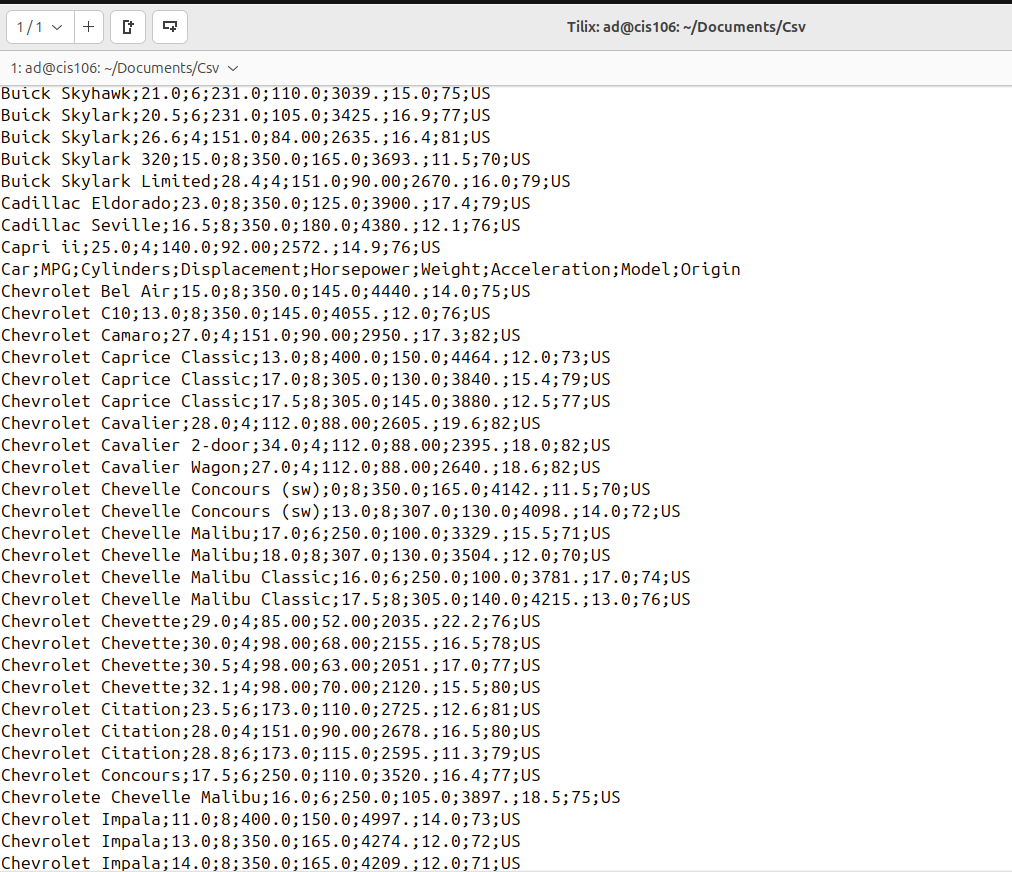 1 / 1
Tilix: ad@cis106: ~/Documents/Csv
1: ad@cis106: ~/Documents/Csv
Buick Skyhawk;21.0;6;231.0;110.0;3039.;15.0;75;US
Buick Skylark;20.5;6;231.0;105.0;3425.;16.9;77;US
Buick Skylark;26.6;4;151.0;84.00;2635.;16.4;81;US
Buick Skylark 320;15.0;8;350.0;165.0;3693.;11.5;70;US
Buick Skylark Limited;28.4;4;151.0;90.00;2670.;16.0;79;US
Cadillac Eldorado;23.0;8;350.0;125.0;3900.;17.4;79;US
Cadillac Seville;16.5;8;350.0;180.0;4380.;12.1;76;US
Capri ii;25.0;4;140.0;92.00;2572.;14.9;76;US
Car;MPG;Cylinders;Displacement;Horsepower;Weight;Acceleration;Model;Origin
Chevrolet Bel Air;15.0;8;350.0;145.0;4440.;14.0;75;US
Chevrolet C10;13.0;8;350.0;145.0;4055.;12.0;76;US
Chevrolet Camaro;27.0;4;151.0;90.00;2950.;17.3;82;US
Chevrolet Caprice Classic;13.0;8;400.0;150.0;4464.;12.0;73;US
Chevrolet Caprice Classic;17.0;8;305.0;130.0;3840.;15.4;79;US
Chevrolet Caprice Classic;17.5;8;305.0;145.0;3880.;12.5;77;US
Chevrolet Cavalier;28.0;4;112.0;88.00;2605.;19.6;82;US
Chevrolet Cavalier 2-door;34.0;4;112.0;88.00;2395.;18.0;82;US
Chevrolet Cavalier Wagon;27.0;4;112.0;88.00;2640.;18.6;82;US
Chevrolet Chevelle Concours (sw);0;8;350.0;165.0;4142.;11.5;70;US
Chevrolet Chevelle Concours (sw);13.0;8;307.0;130.0;4098.;14.0;72;US
Chevrolet Chevelle Malibu;17.0;6;250.0;100.0;3329.;15.5;71;US
Chevrolet Chevelle Malibu;18.0;8;307.0;130.0;3504.;12.0;70;US
Chevrolet Chevelle Malibu Classic;16.0;6;250.0;100.0;3781.;17.0;74;US
Chevrolet Chevelle Malibu Classic;17.5;8;305.0;140.0;4215.;13.0;76;US
Chevrolet Chevette;29.0;4;85.00;52.00;2035.;22.2;76;US
Chevrolet Chevette;30.0;4;98.00;68.00;2155.;16.5;78;US
Chevrolet Chevette;30.5;4;98.00;63.00;2051.;17.0;77;US
Chevrolet Chevette;32.1;4;98.00;70.00;2120.;15.5;80;US
Chevrolet Citation;23.5;6;173.0;110.0;2725.;12.6;81;US
Chevrolet Citation;28.0;4;151.0;90.00;2678.;16.5;80;US
Chevrolet Citation;28.8;6;173.0;115.0;2595.;11.3;79;US
Chevrolet Concours;17.5;6;250.0;110.0;3520.;16.4;77;US
Chevrolete Chevelle Malibu;16.0;6;250.0;105.0;3897.;18.5;75;US
Chevrolet Impala;11.0;8;400.0;150.0;4997.;14.0;73;US
Chevrolet Impala;13.0;8;350.0;165.0;4274.;12.0;72;US
Chevrolet Impala;14.0;8;350.0;165.0;4209.;12.0;71;US